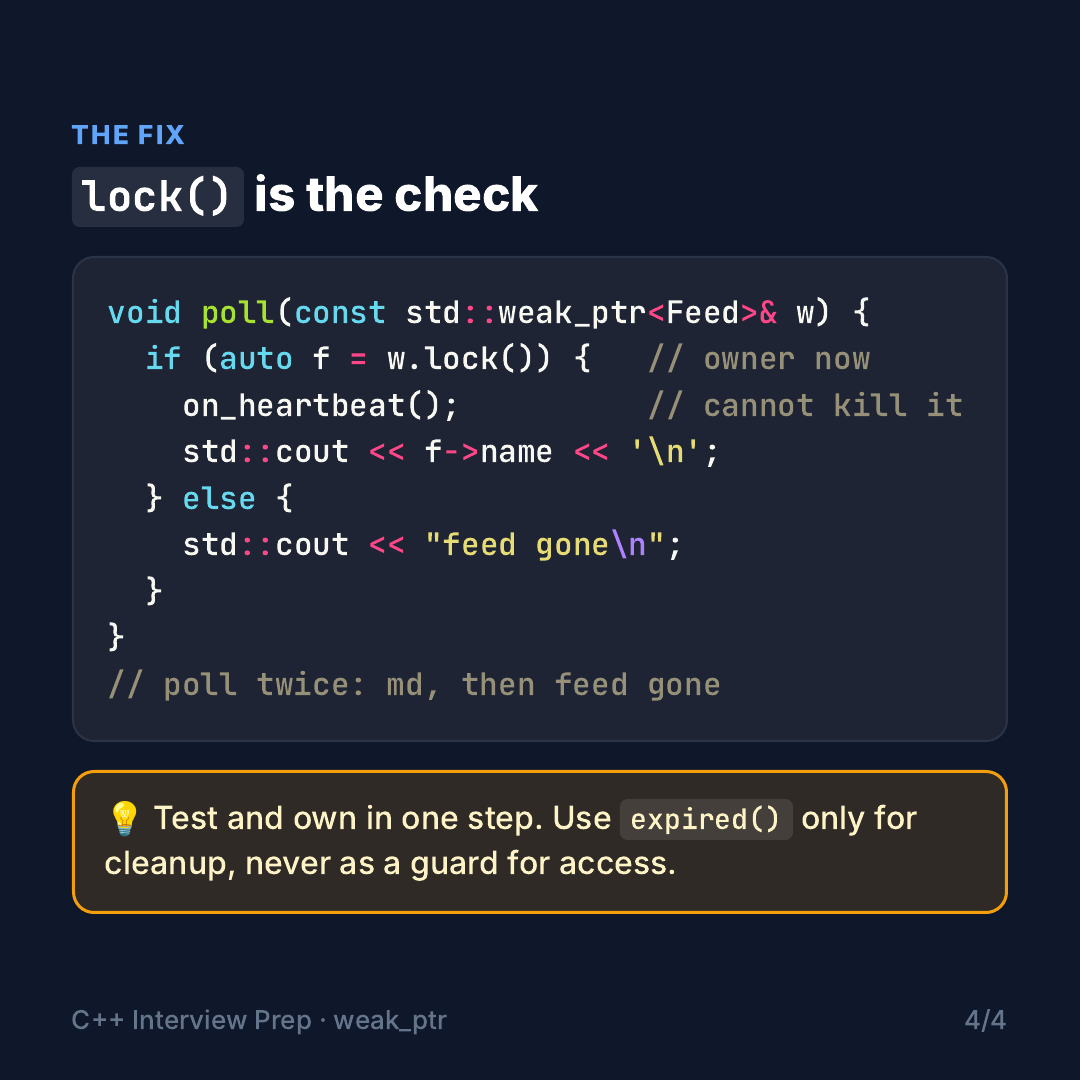 THE FIX
lock() is the check
void poll(const std::weak_ptr<Feed>& w) {
  if (auto f = w.lock()) {   // owner now
    on_heartbeat();          // cannot kill it
    std::cout << f->name << '\n';
  } else {
    std::cout << "feed gone\n";
  }
}
// poll twice: md, then feed gone
💡 Test and own in one step. Use expired() only for
cleanup, never as a guard for access.
C++ Interview Prep · weak_ptr
4/4